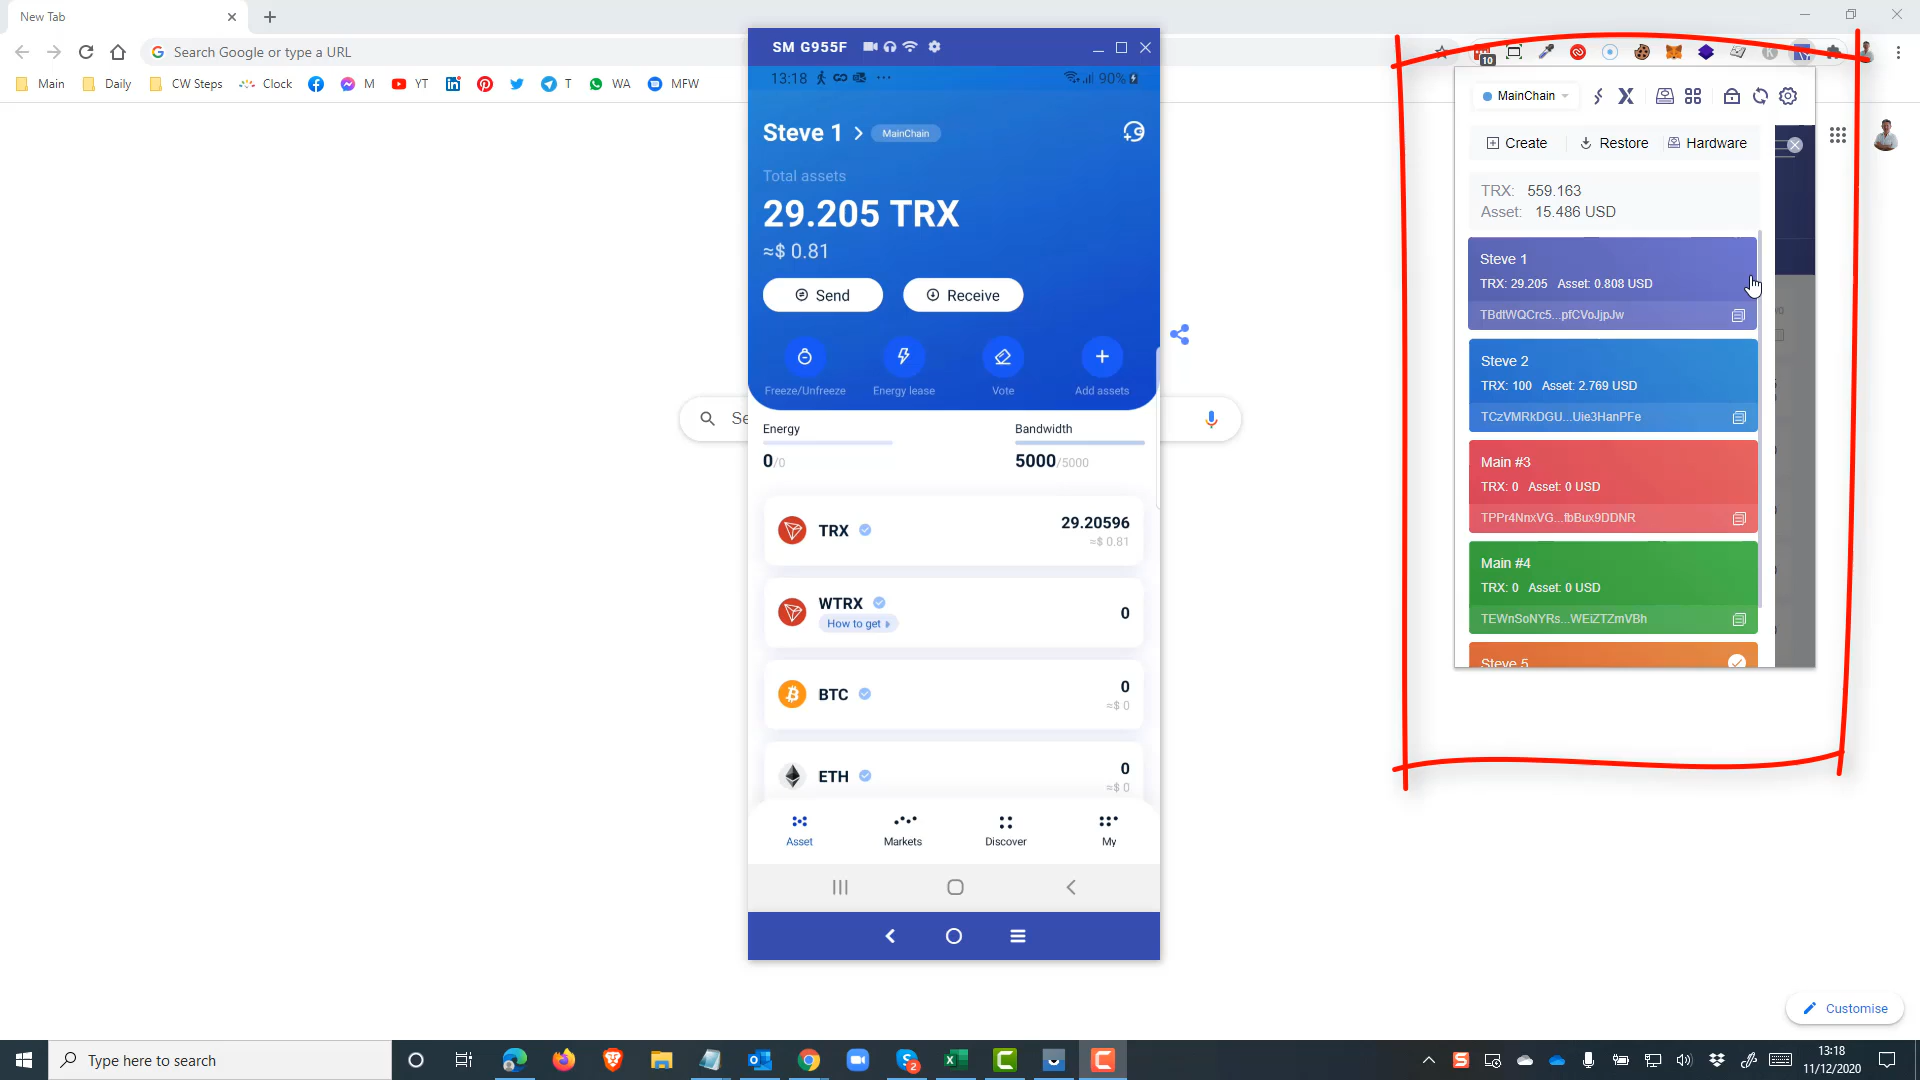 New Tab
Search Google or type a URL
Main
Daily
CW Steps
Clock
M
YT
T
WA
MFW
10
SM G955F
13:18
90%
Steve 1
MainChain
Total assets
29.205 TRX
≈$ 0.81
Send
Receive
Freeze/Unfreeze
Energy lease
Vote
Add assets
Se
Energy
Bandwidth
0/0
5000/5000
TRX
29.20596
≈$ 0.81
WTRX
How to get
0
BTC
0
≈$ 0
ETH
0
≈$ 0
Asset
Markets
Discover
My
MainChain
Create
Restore
Hardware
TRX: 559.163
Asset: 15.486 USD
Steve 1
TRX: 29.205 Asset: 0.808 USD
TBdtWQCrc5...pfCVoJjpJw
Steve 2
TRX: 100 Asset: 2.769 USD
TCzVMRkDGU...Uie3HanPFe
Main #3
TRX: 0 Asset: 0 USD
TPPr4NnxVG...fbBux9DDNR
Main #4
TRX: 0 Asset: 0 USD
TEWnSoNYRs...WEiZTZmVBh
Steve 5
Customise
Type here to search
2
13:18
11/12/2020